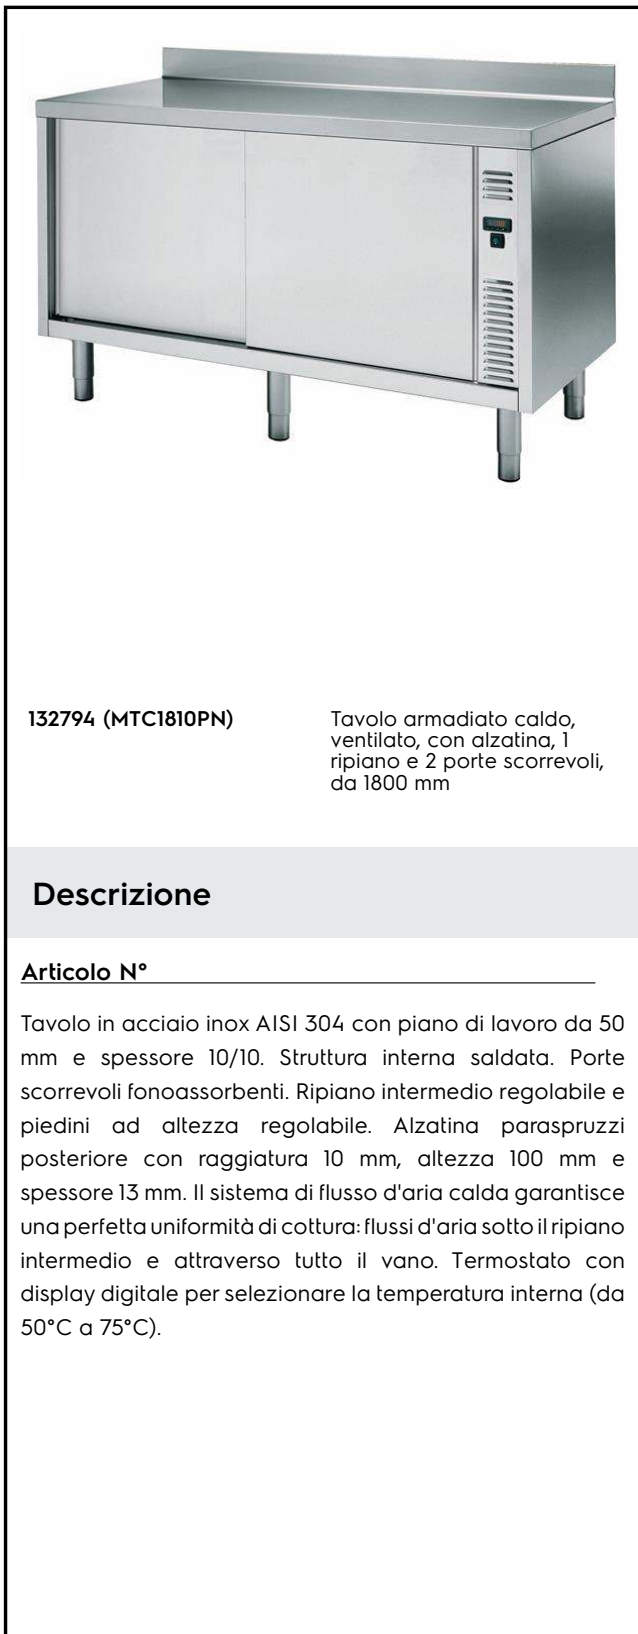 132794 (MTC1810PN)
Tavolo armadiato caldo,
ventilato, con alzatina, 1
ripiano e 2 porte scorrevoli,
da 1800 mm
Descrizione
Articolo N°
Tavolo in acciaio inox AISI 304 con piano di lavoro da 50
mm e spessore 10/10. Struttura interna saldata. Porte
scorrevoli fonoassorbenti. Ripiano intermedio regolabile e
piedini ad altezza regolabile. Alzatina paraspruzzi
posteriore con raggiatura 10 mm, altezza 100 mm e
spessore 13 mm. Il sistema di flusso d'aria calda garantisce
una perfetta uniformità di cottura: flussi d'aria sotto il ripiano
intermedio e attraverso tutto il vano. Termostato con
display digitale per selezionare la temperatura interna (da
50°C a 75°C).